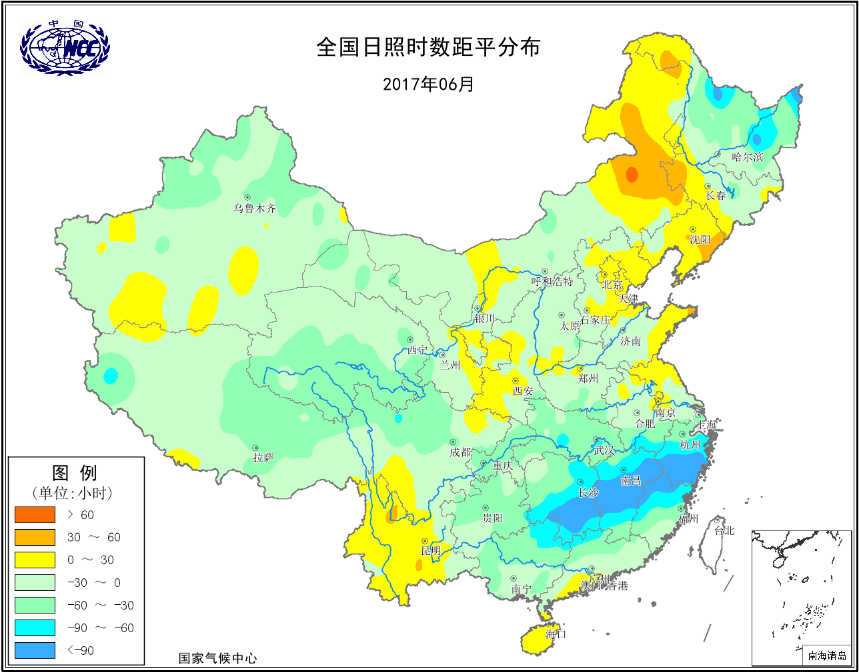 中国
NCC
全国日照时数距平分布
2017年06月
哈尔滨
长春
乌鲁木齐
沈阳
呼和浩特
北京
天津
银川
石家庄
太原
济南
西宁
兰州
郑州
西安
南京
合肥
上海
杭州
成都
拉萨
武汉
重庆
南昌
长沙
贵阳
福州
台北
昆明
南宁
澳门
香港
海口
图 例
(单位:小时)
> 60
30 ～ 60
0 ～ 30
-30 ～ 0
-60 ～ -30
-90 ～ -60
<-90
国家气候中心
南海诸岛